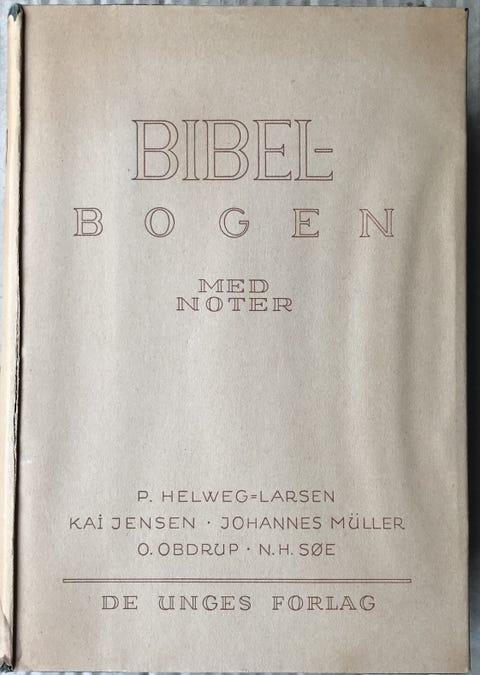 BIBEL-
BOGEN
MED
NOTER
P. HELWEG=LARSEN
KAI JENSEN · JOHANNES MÜLLER
O. OBDRUP · N.H. SØE
DE UNGES FORLAG